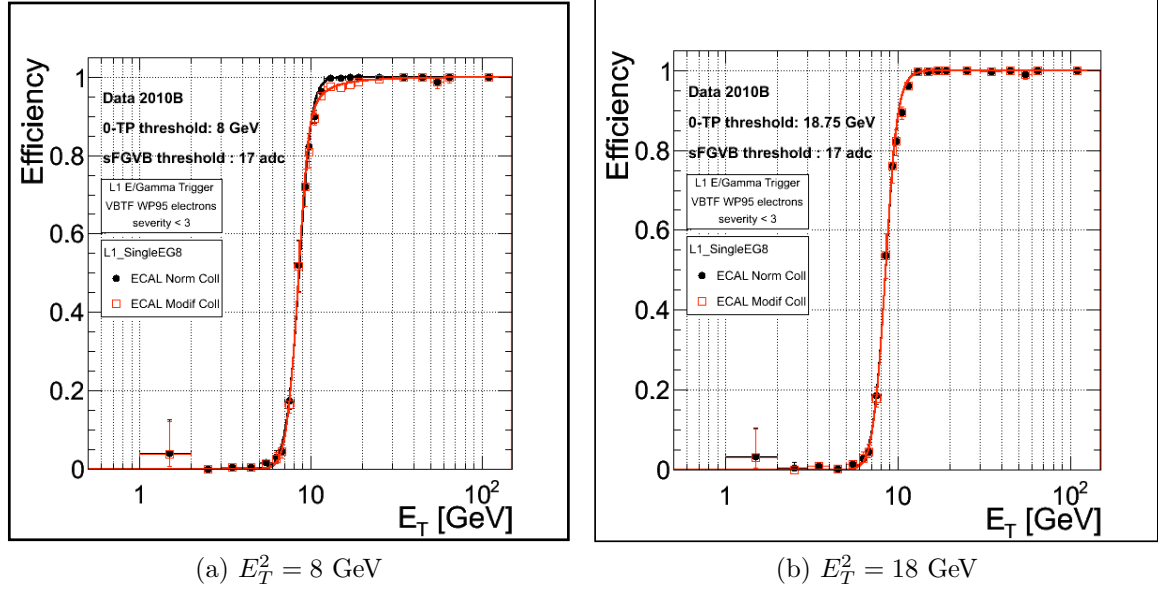 Efficiency
1
0.8
0.6
0.4
0.2
0
Data 2010B
0-TP threshold: 8 GeV
sFGVB threshold : 17 adc
L1 E/Gamma Trigger
VBTF WP95 electrons
severity < 3
L1_SingleEG8
ECAL Norm Coll
ECAL Modif Coll
1 10 10²
E_T [GeV]
(a) E_T^2 = 8 GeV
Efficiency
1
0.8
0.6
0.4
0.2
0
Data 2010B
0-TP threshold: 18.75 GeV
sFGVB threshold : 17 adc
L1 E/Gamma Trigger
VBTF WP95 electrons
severity < 3
L1_SingleEG8
ECAL Norm Coll
ECAL Modif Coll
1 10 10²
E_T [GeV]
(b) E_T^2 = 18 GeV